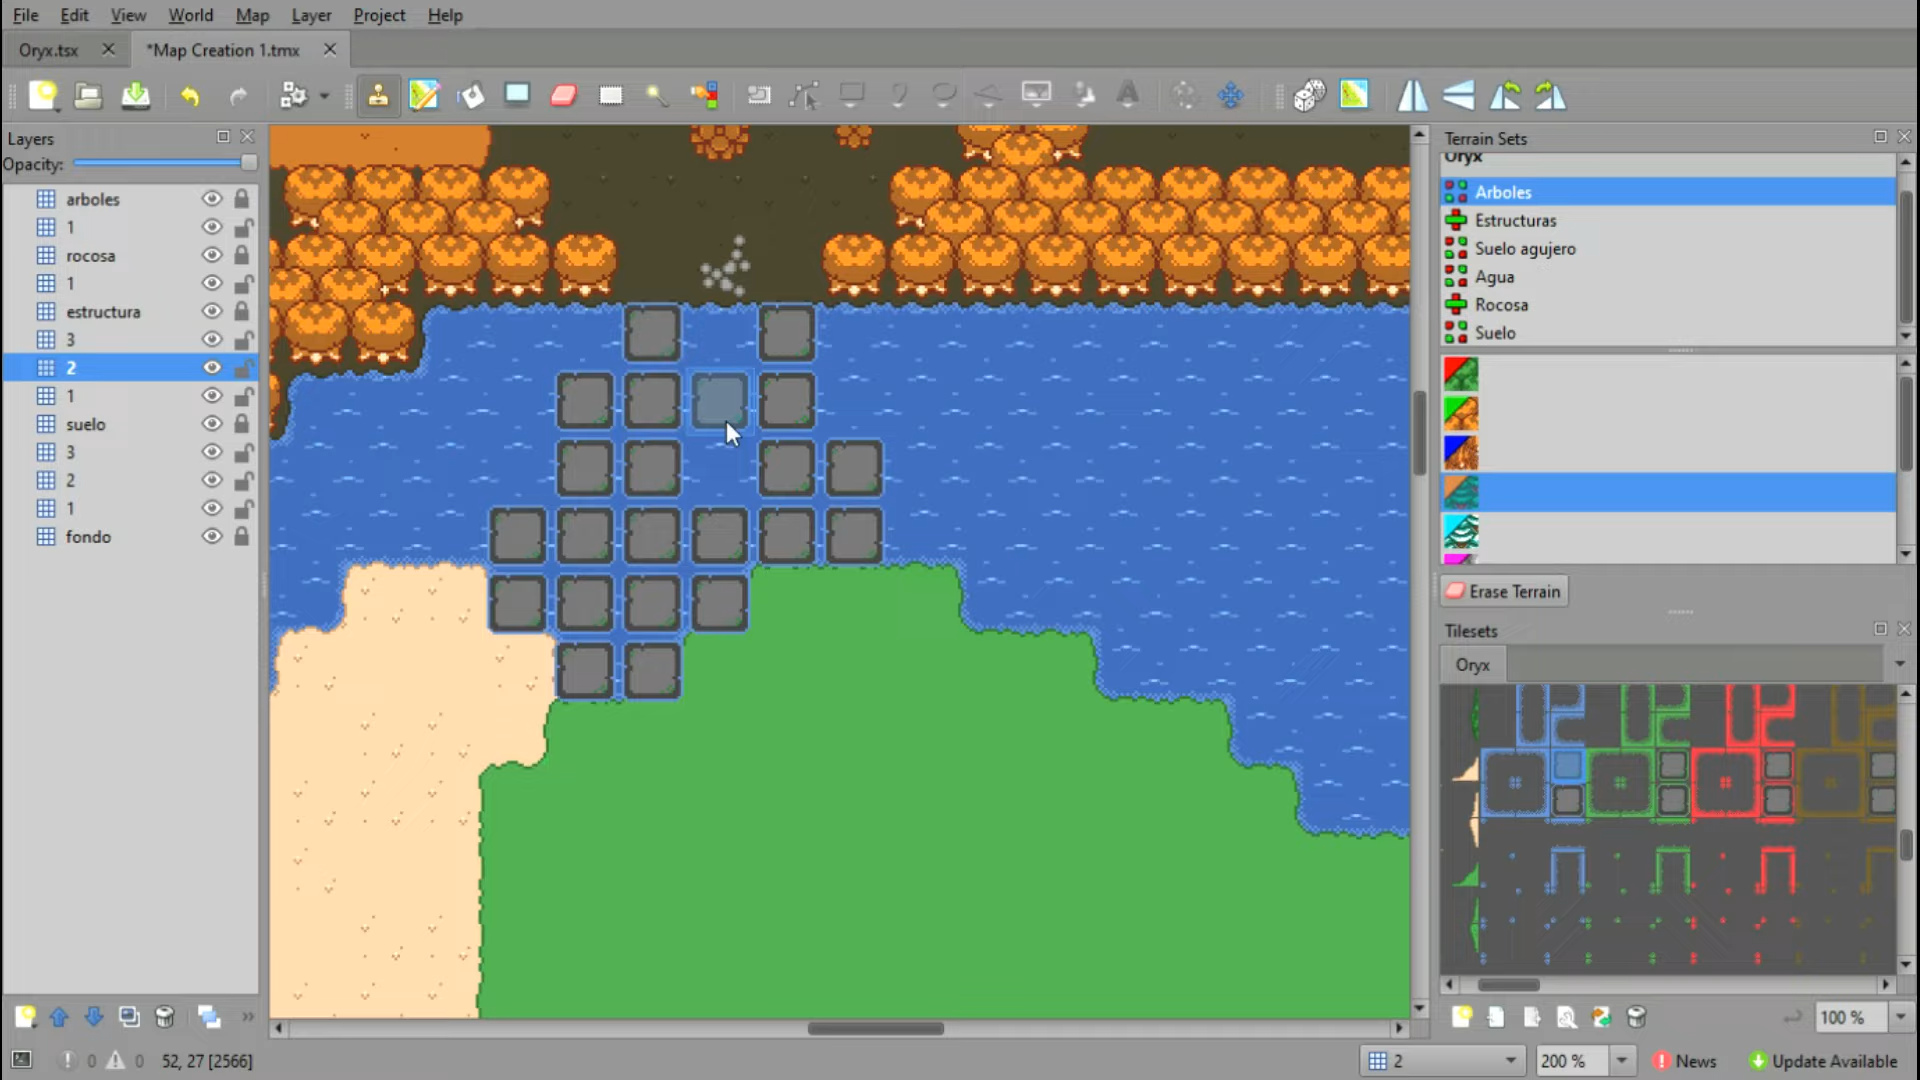 File Edit View World Map Layer Project Help
Oryx.tsx *Map Creation 1.tmx
Layers
Opacity:
arboles
1
rocosa
1
estructura
3
2
1
suelo
3
2
1
fondo
Terrain Sets
Oryx
Arboles
Estructuras
Suelo agujero
Agua
Rocosa
Suelo
Erase Terrain
Tilesets
Oryx
100 %
0 0 52, 27 [2566]
2 200 % News Update Available